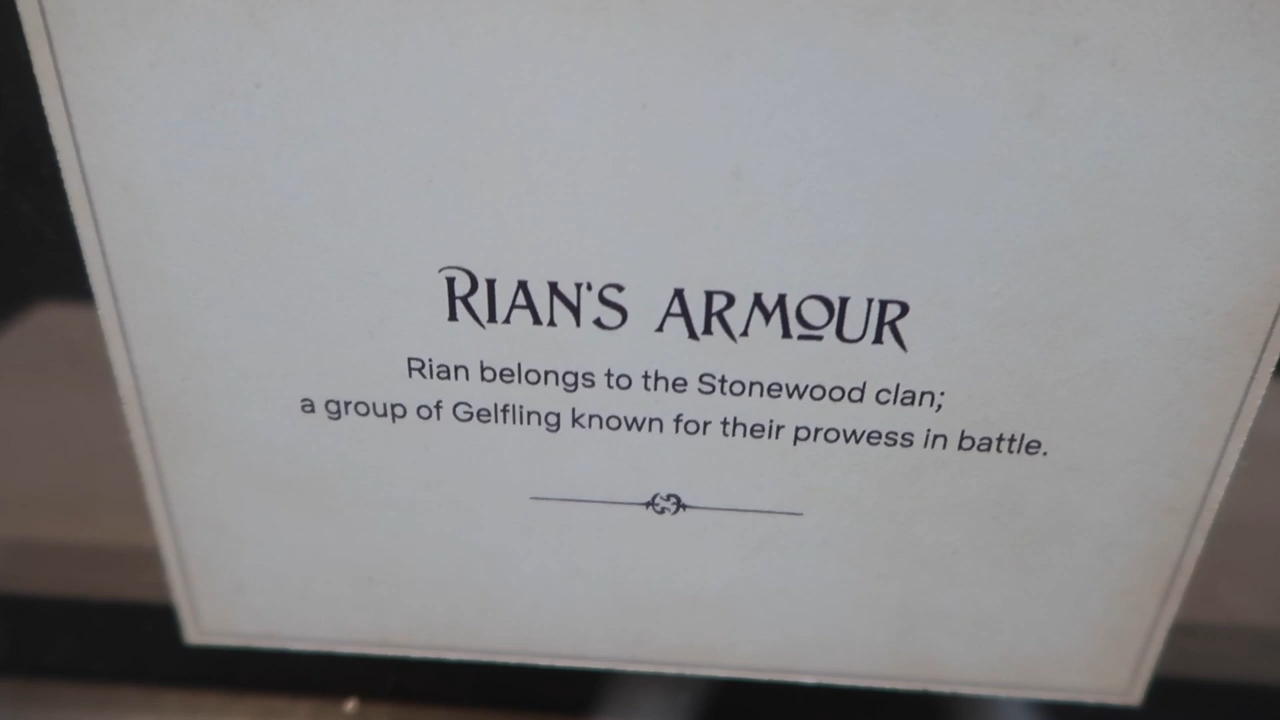 RIAN'S ARMOUR
Rian belongs to the Stonewood clan;
a group of Gelfling known for their prowess in battle.